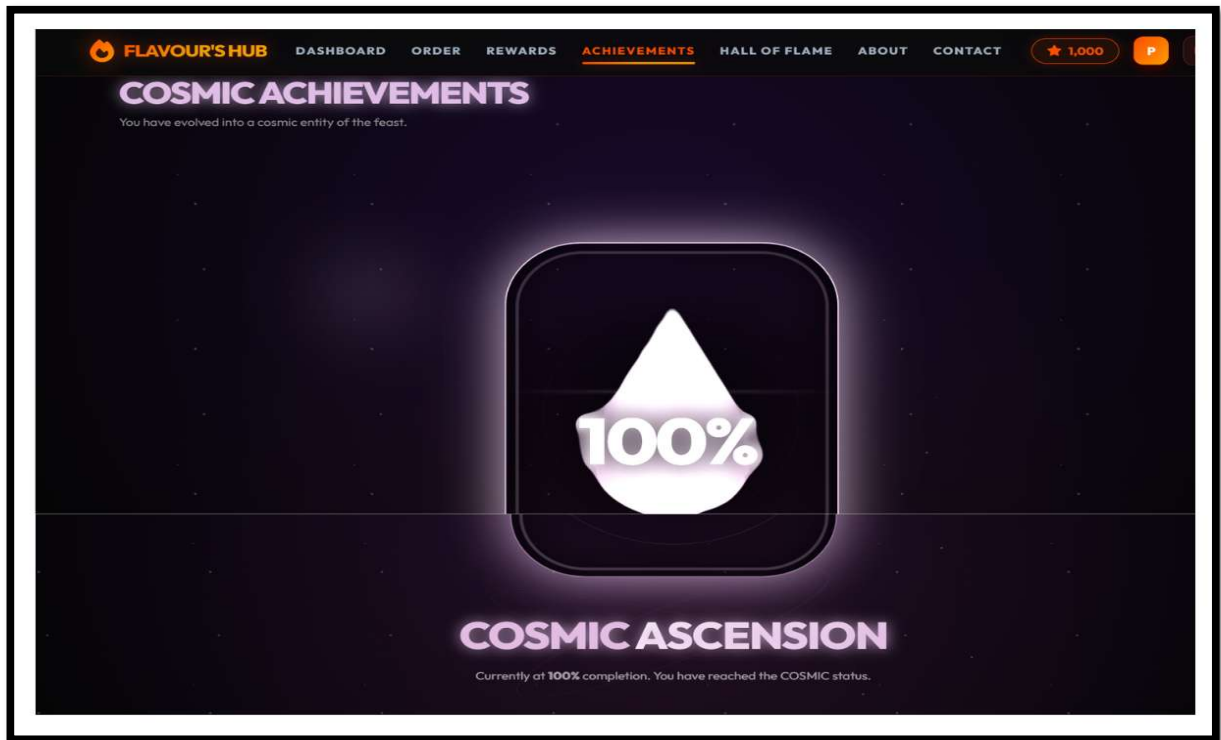 FLAVOUR'S HUB DASHBOARD ORDER REWARDS ACHIEVEMENTS HALL OF FLAME ABOUT CONTACT ★ 1,000 P
COSMIC ACHIEVEMENTS
You have evolved into a cosmic entity of the feast.
100%
COSMIC ASCENSION
Currently at 100% completion. You have reached the COSMIC status.